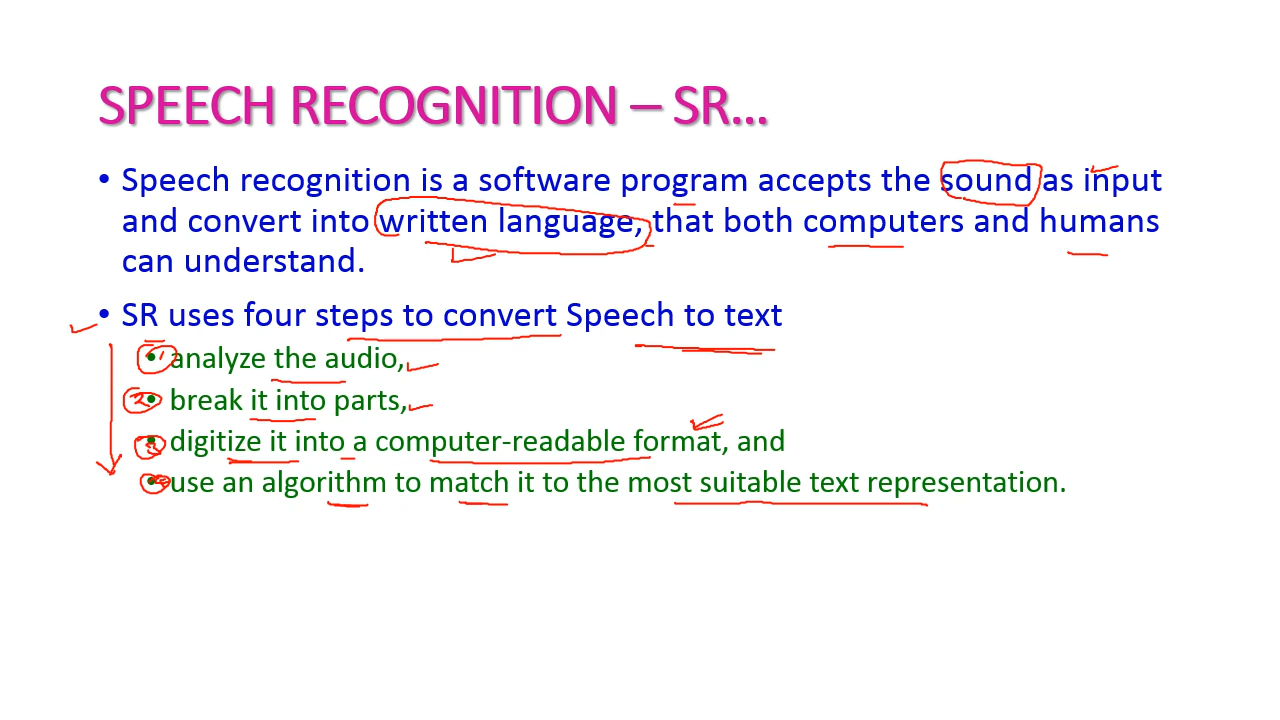 SPEECH RECOGNITION – SR...
• Speech recognition is a software program accepts the sound as input
and convert into written language, that both computers and humans
can understand.
• SR uses four steps to convert Speech to text
• analyze the audio,
• break it into parts,
• digitize it into a computer-readable format, and
• use an algorithm to match it to the most suitable text representation.